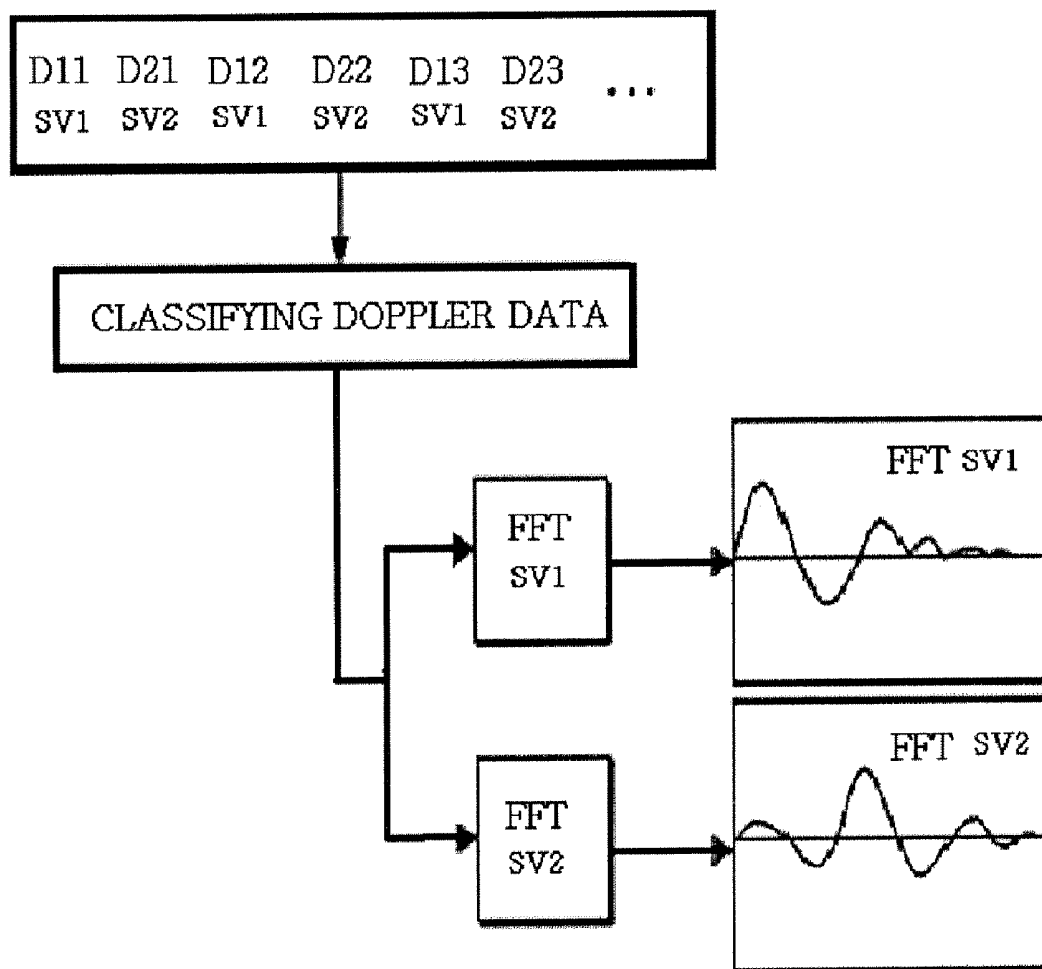 D11 D21 D12 D22 D13 D23 ...
SV1 SV2 SV1 SV2 SV1 SV2
CLASSIFYING DOPPLER DATA
FFT SV1
FFT
SV1
FFT SV2
FFT
SV2